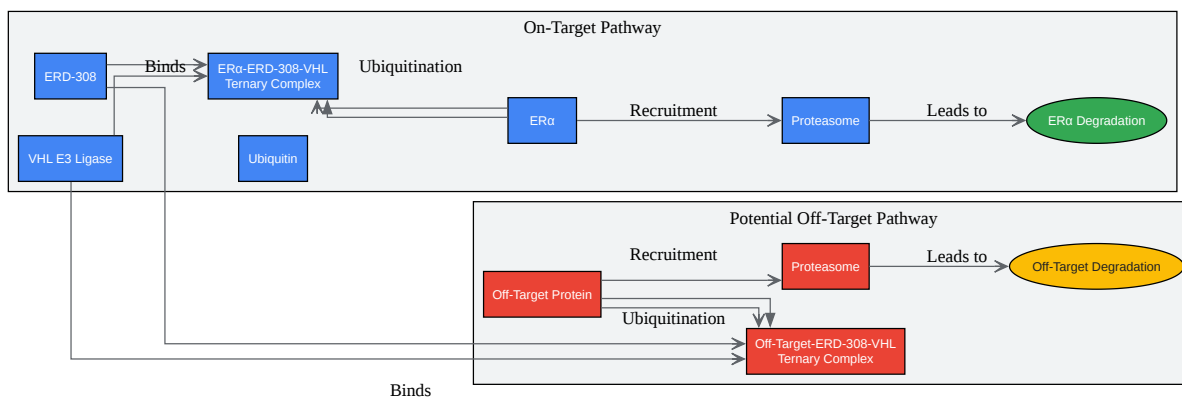 On-Target Pathway
ERD-308
Binds
ERα-ERD-308-VHL
Ternary Complex
Ubiquitination
ERα
Recruitment
Proteasome
Leads to
ERα Degradation
VHL E3 Ligase
Ubiquitin
Potential Off-Target Pathway
Off-Target Protein
Recruitment
Proteasome
Leads to
Off-Target Degradation
Ubiquitination
Off-Target-ERD-308-VHL
Ternary Complex
Binds